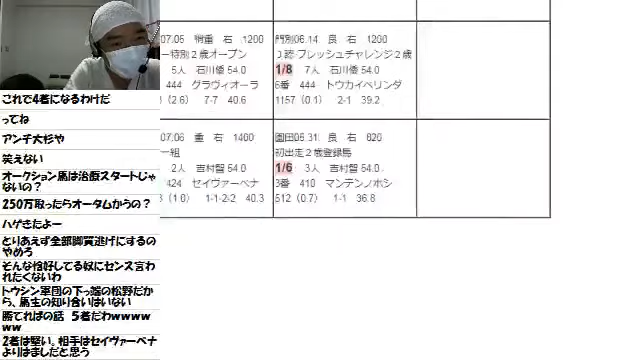 07.05 稍重 右 1200
ー特別２歳オープン
5人 石川倭 54.0
444 グラヴィオーラ
(2.6) 7-7 40.6
門別06.14 良 右 1200
フレッシュチャレンジ２歳
1/8 7人 石川倭 54.0
6番 444 トウカイベリンダ
1157 (0.1) 2-1 39.2
07.06 重 右 1400
一組
2人 吉村智 54.0
424 セイヴァーベナ
(1.0) 1-1-2-2 40.3
園田05.31 良 右 820
初出走２歳登録馬
1/6 3人 吉村智 54.0
3番 410 マンテンノホシ
512 (0.7) 1-1 36.8
これで4着になるわけだ
ってね
アンチ大杉や
笑えない
オークション馬は治療スタートじゃ
ないの？
250万取ったらオータムかうの？
ハゲきたよー
とりあえず全部脚質逃げにするの
やめろ
そんな恰好してる奴にセンス言わ
れたくないわ
トウシン軍団の下っ端の松野だか
ら、馬主の知り合いはいない
勝てればの話　５着だわｗｗｗｗ
ｗｗ
2着は堅い。相手はセイヴァーベナ
よりはましだと思う